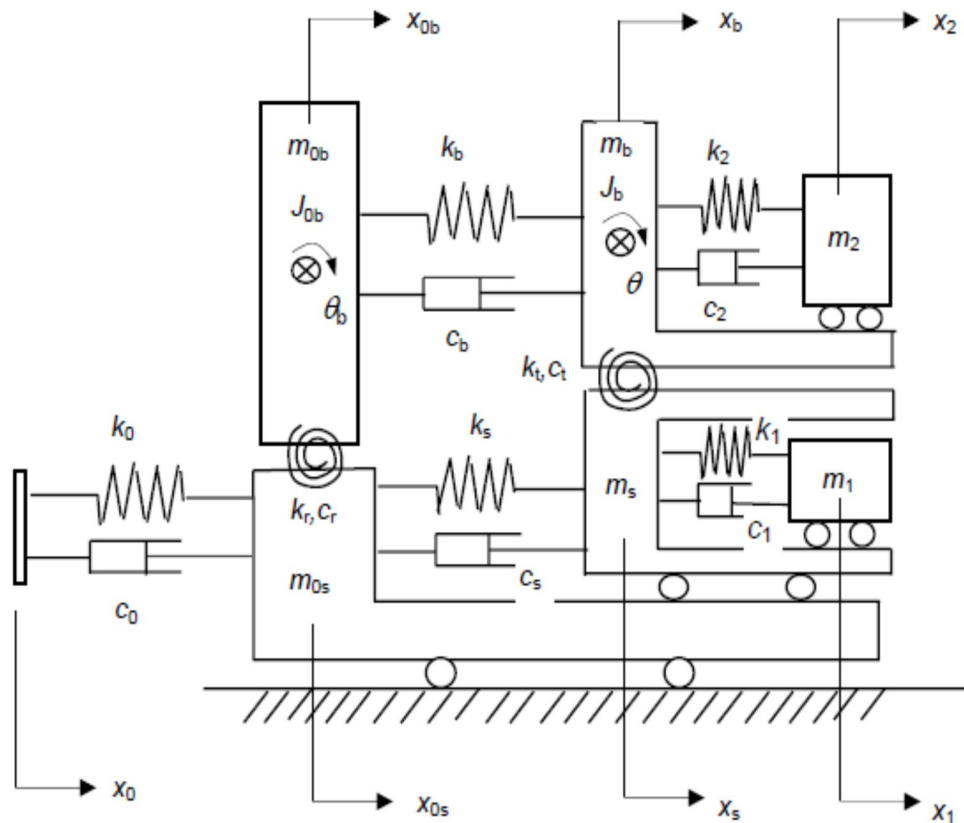 x0b xb x2
m0b kb mb k2
J0b Jb m2
θb θ
cb c2
kt, ct
k0 ks k1
kr, cr ms m1
m0s cs c1
c0
x0 x0s xs x1